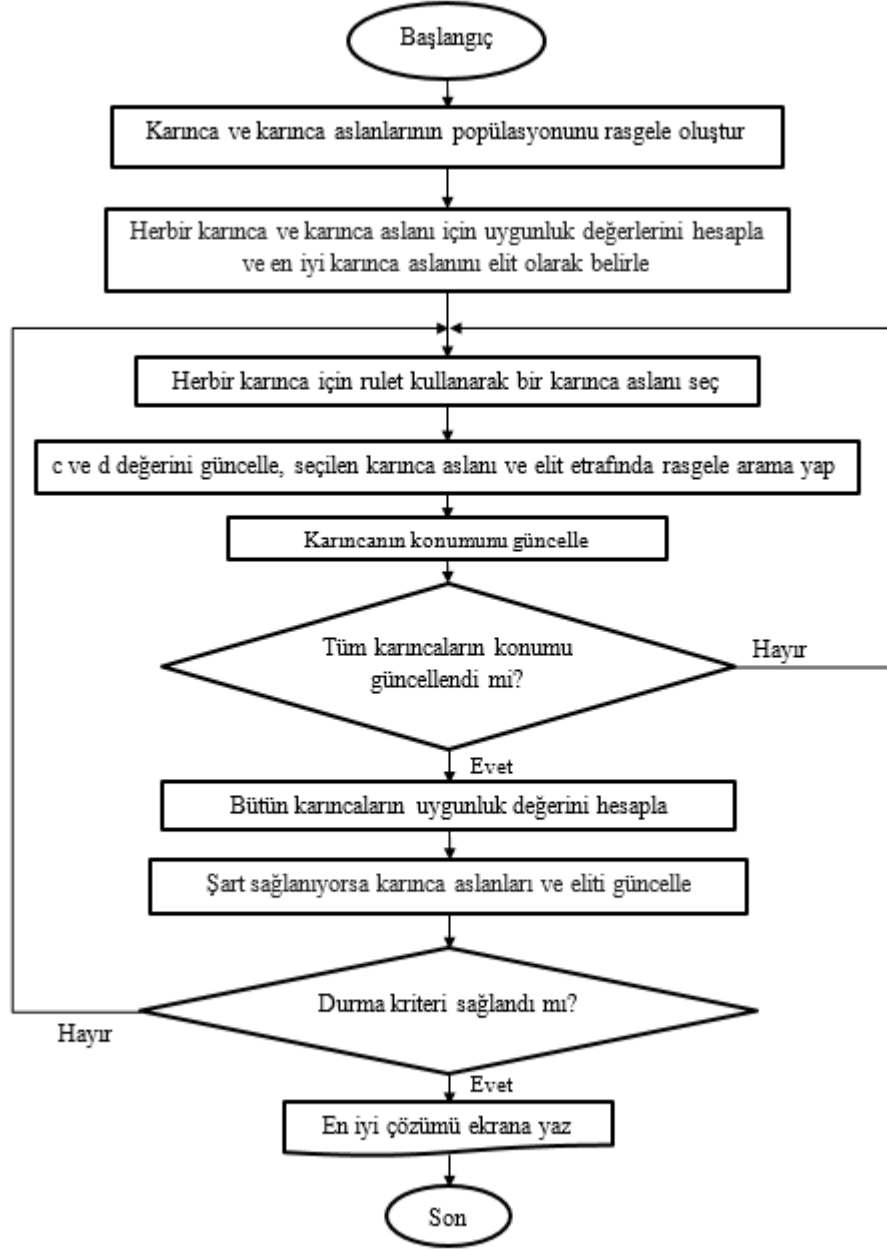 Başlangıç
Karınca ve karınca aslanlarının popülasyonunu rasgele oluştur
Herbir karınca ve karınca aslanı için uygunluk değerlerini hesapla
ve en iyi karınca aslanını elit olarak belirle
Herbir karınca için rulet kullanarak bir karınca aslanı seç
c ve d değerini güncelle, seçilen karınca aslanı ve elit etrafında rasgele arama yap
Karıncanın konumunu güncelle
Tüm karıncaların konumu
güncellendi mi?
Hayır
Evet
Bütün karıncaların uygunluk değerini hesapla
Şart sağlanıyorsa karınca aslanları ve eliti güncelle
Durma kriteri sağlandı mı?
Hayır
Evet
En iyi çözümü ekrana yaz
Son